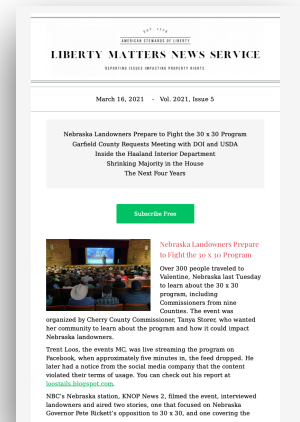 EST. 1776
AMERICAN STEWARDS OF LIBERTY
LIBERTY MATTERS NEWS SERVICE
REPORTING ISSUES IMPACTING PROPERTY RIGHTS
March 16, 2021 - Vol. 2021, Issue 5
Nebraska Landowners Prepare to Fight the 30 x 30 Program
Garfield County Requests Meeting with DOI and USDA
Inside the Haaland Interior Department
Shrinking Majority in the House
The Next Four Years
Subscribe Free
Nebraska Landowners Prepare
to Fight the 30 x 30 Program
Over 300 people traveled to
Valentine, Nebraska last Tuesday
to learn about the 30 x 30
program, including
Commissioners from nine
Counties. The event was
organized by Cherry County Commissioner, Tanya Storer, who wanted
her community to learn about the program and how it could impact
Nebraska landowners.
Trent Loos, the events MC, was live streaming the program on
Facebook, when approximately five minutes in, the feed dropped. He
later had a notice from the social media company that the content
violated their terms of usage. You can check out his report at
loostails.blogspot.com.
NBC's Nebraska station, KNOP News 2, filmed the event, interviewed
landowners and aired two stories, one that focused on Nebraska
Governor Pete Rickett's opposition to 30 x 30, and one covering the